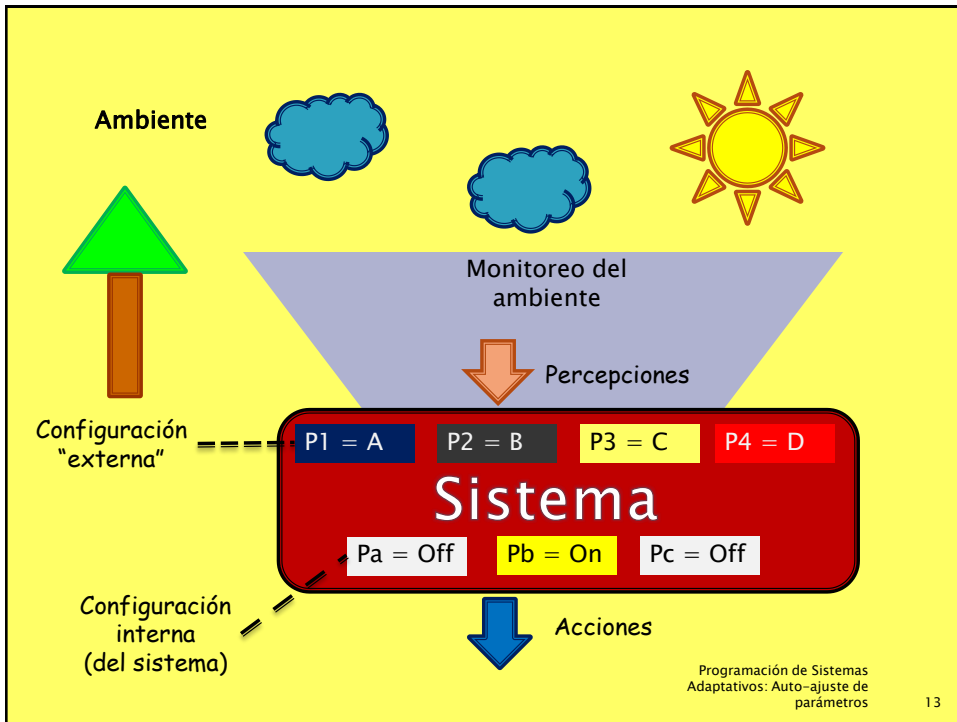 Ambiente
Monitoreo del
ambiente
Percepciones
Configuración
“externa”
P1 = A
P2 = B
P3 = C
P4 = D
Sistema
Pa = Off
Pb = On
Pc = Off
Configuración
interna
(del sistema)
Acciones
Programación de Sistemas
Adaptativos: Auto-ajuste de
parámetros
13